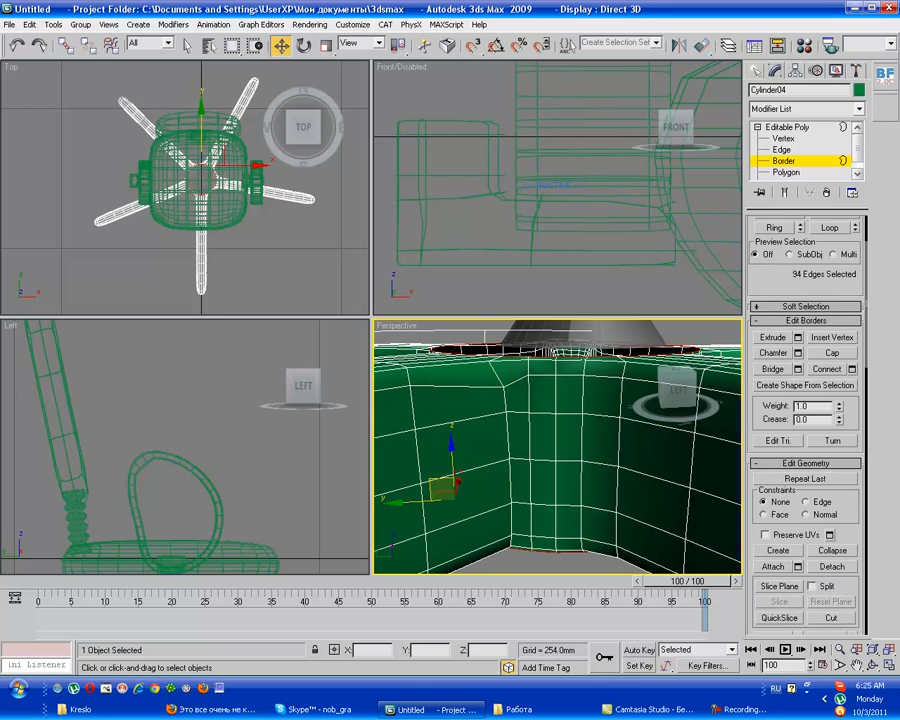 Untitled - Project Folder: C:\Documents and Settings\UserXP\Мои документы\3dsmax - Autodesk 3ds Max 2009 - Display : Direct 3D
File Edit Tools Group Views Create Modifiers Animation Graph Editors Rendering Customize CAT PhysX MAXScript Help
All View Create Selection Set
Top
TOP
Front/Disabled
FRONT
Left
LEFT
Perspective
LEFT
Cylinder04
BF
Modifier List
Editable Poly
Vertex
Edge
Border
Polygon
Ring Loop
Preview Selection
Off SubObj Multi
94 Edges Selected
+ Soft Selection
- Edit Borders
Extrude Insert Vertex
Chamfer Cap
Bridge Connect
Create Shape From Selection
Weight: 1.0
Crease: 0.0
Edit Tri. Turn
- Edit Geometry
Repeat Last
Constraints
None Edge
Face Normal
Preserve UVs
Create Collapse
Attach Detach
Slice Plane Split
Slice Reset Plane
QuickSlice Cut
100 / 100
0 5 10 15 20 25 30 35 40 45 50 55 60 65 70 75 80 85 90 95 100
1 Object Selected X: Y: Z: Grid = 254.0mm Auto Key Selected
ini Listener Click or click-and-drag to select objects Add Time Tag Set Key Key Filters... 100
RU 6:25 AM
Monday
10/3/2011
Kreslo Это все очень не к... Skype™ - nob_gra Untitled - Project ... Работа Camtasia Studio - Бе... Recording...